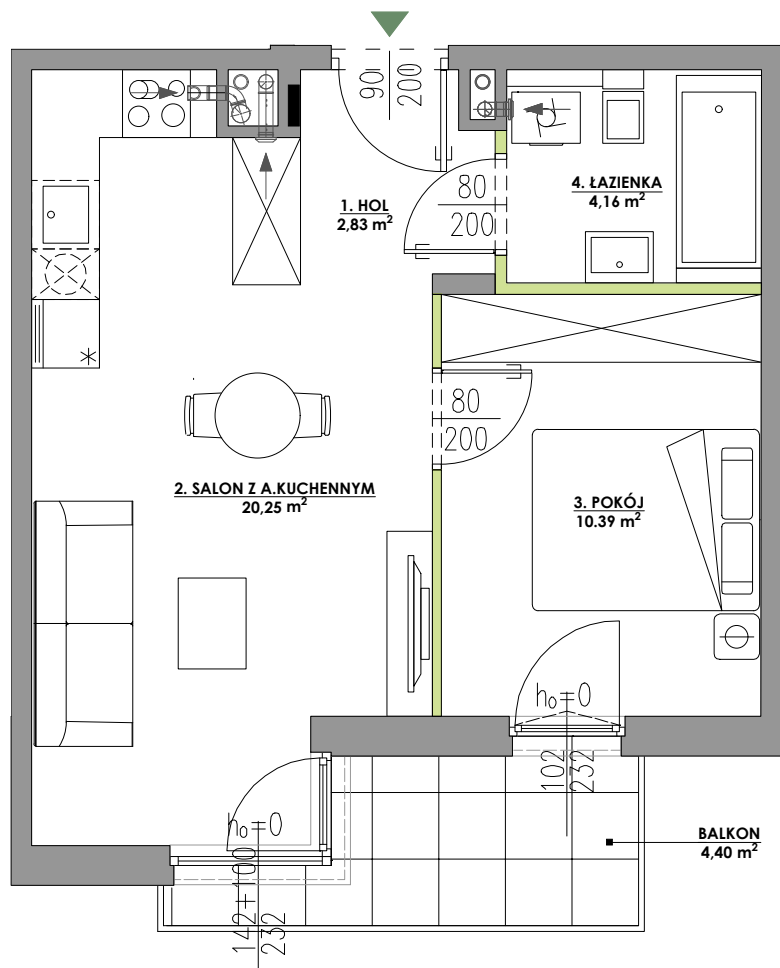 90
200
1. HOL
2,83 m²
80
200
4. ŁAZIENKA
4,16 m²
80
200
2. SALON Z A.KUCHENNYM
20,25 m²
3. POKÓJ
10.39 m²
h₀=0
102
232
h₀=0
142+100
232
BALKON
4,40 m²